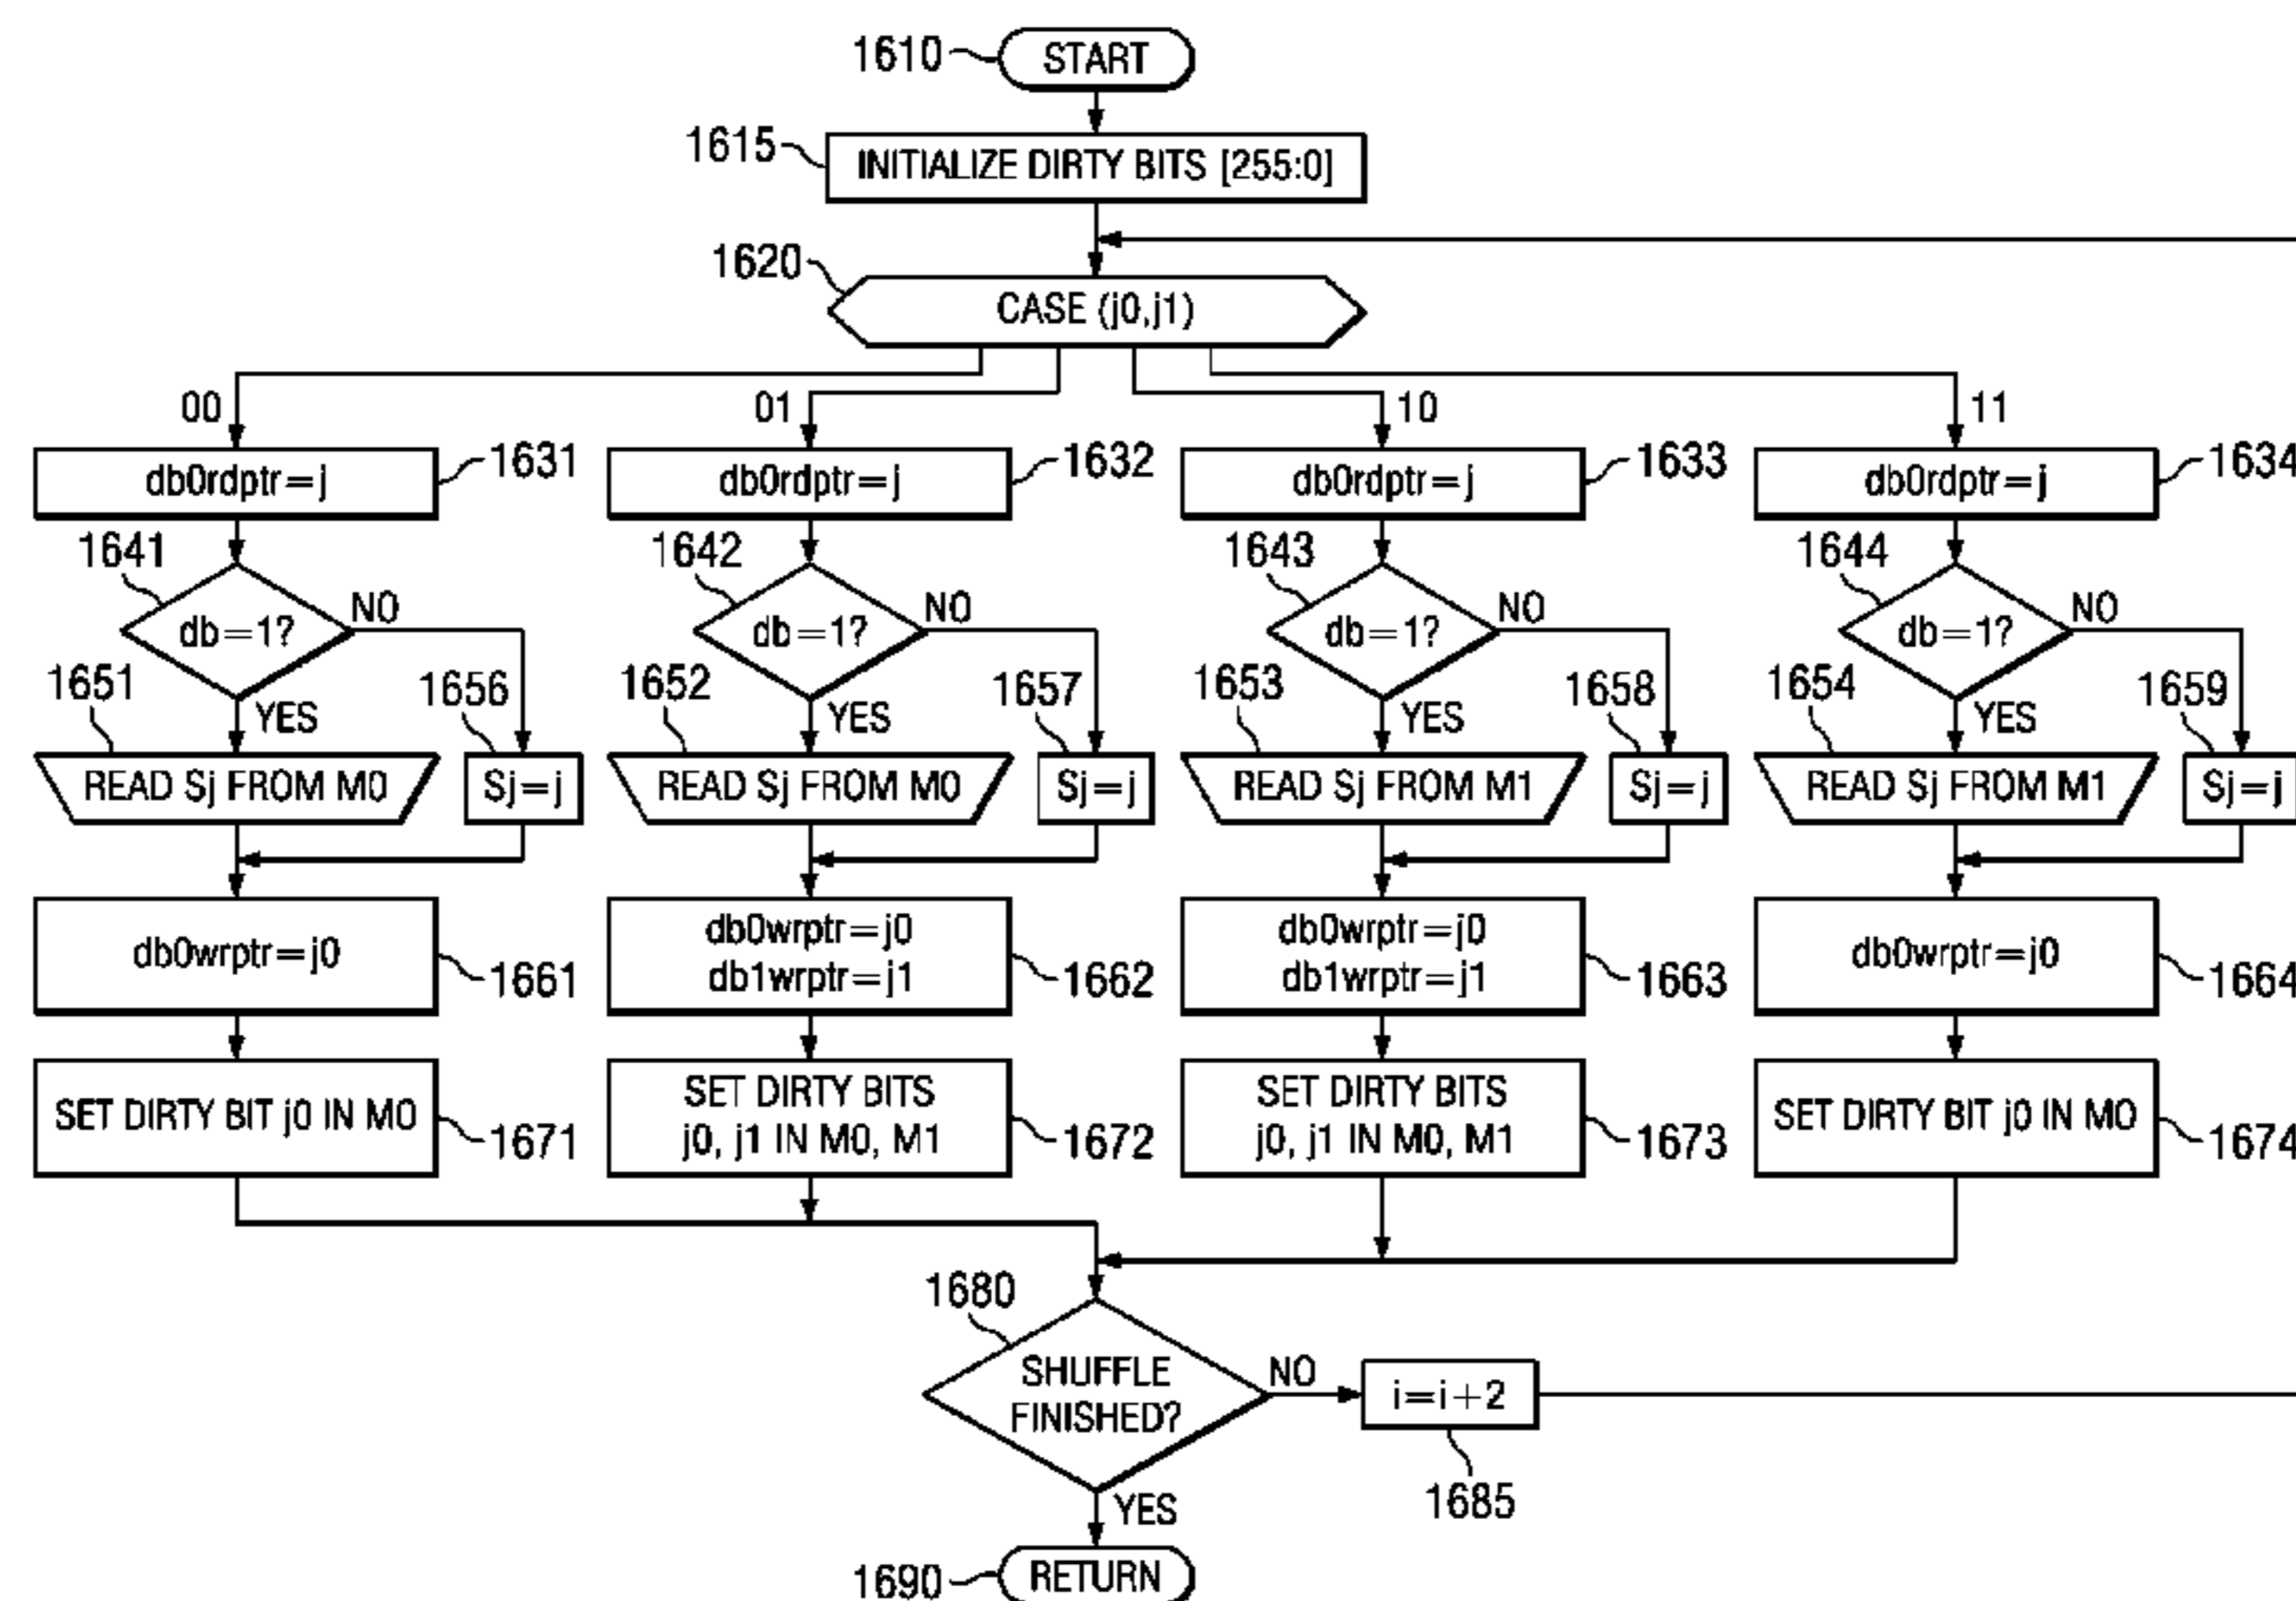 1610
START
1615
INITIALIZE DIRTY BITS [255:0]
1620
CASE (j0,j1)
00
01
10
11
db0rdptr=j
1631
db0rdptr=j
1632
db0rdptr=j
1633
db0rdptr=j
1634
1641
db=1?
NO
1642
db=1?
NO
1643
db=1?
NO
1644
db=1?
NO
1651
YES
1656
1652
YES
1657
1653
YES
1658
1654
YES
1659
READ Sj FROM M0
Sj=j
READ Sj FROM M0
Sj=j
READ Sj FROM M1
Sj=j
READ Sj FROM M1
Sj=j
db0wrptr=j0
1661
db0wrptr=j0
db1wrptr=j1
1662
db0wrptr=j0
db1wrptr=j1
1663
db0wrptr=j0
1664
SET DIRTY BIT j0 IN M0
1671
SET DIRTY BITS
j0, j1 IN M0, M1
1672
SET DIRTY BITS
j0, j1 IN M0, M1
1673
SET DIRTY BIT j0 IN M0
1674
1680
SHUFFLE
FINISHED?
NO
i=i+2
1685
YES
1690
RETURN